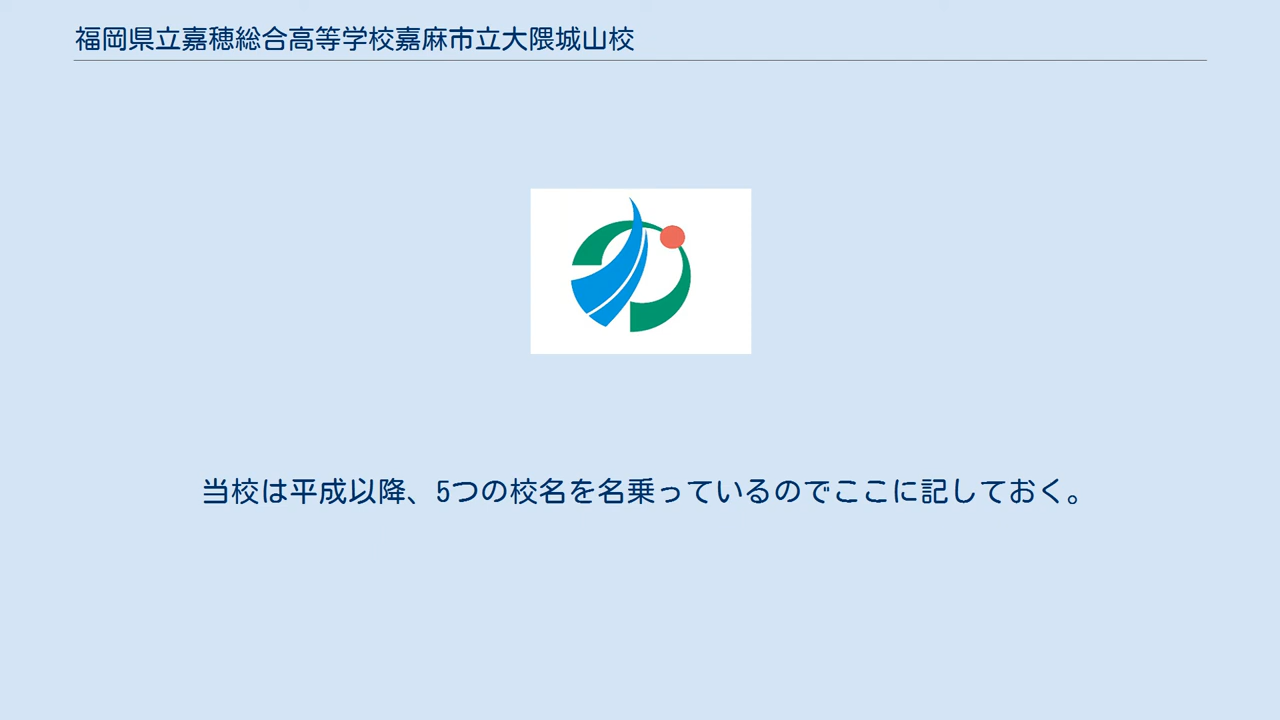 福岡県立嘉穂総合高等学校嘉麻市立大隈城山校
当校は平成以降、5つの校名を名乗っているのでここに記しておく。